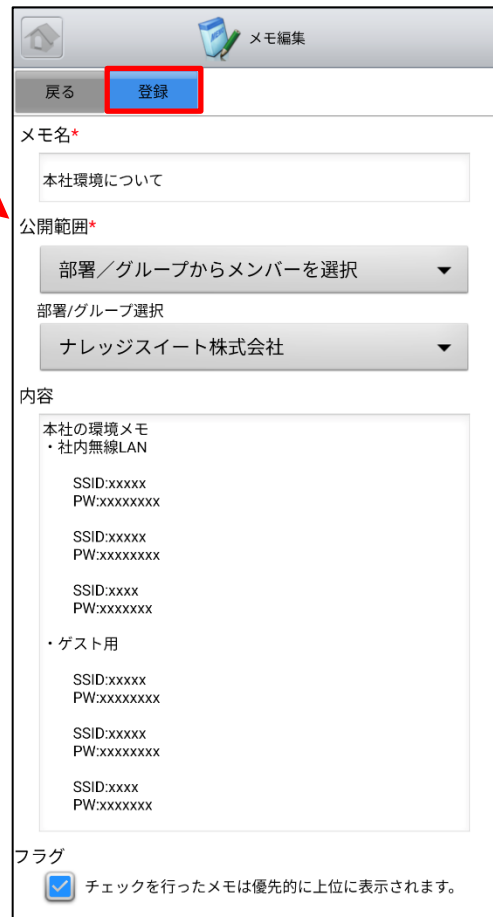 メモ編集
戻る 登録
メモ名*
本社環境について
公開範囲*
部署／グループからメンバーを選択
部署/グループ選択
ナレッジスイート株式会社
内容
本社の環境メモ
・社内無線LAN
SSID:xxxxx
PW:xxxxxxxx
SSID:xxxxx
PW:xxxxxxxx
SSID:xxxx
PW:xxxxxxx
・ゲスト用
SSID:xxxxx
PW:xxxxxxxx
SSID:xxxxx
PW:xxxxxxxx
SSID:xxxx
PW:xxxxxxx
フラグ
チェックを行ったメモは優先的に上位に表示されます。